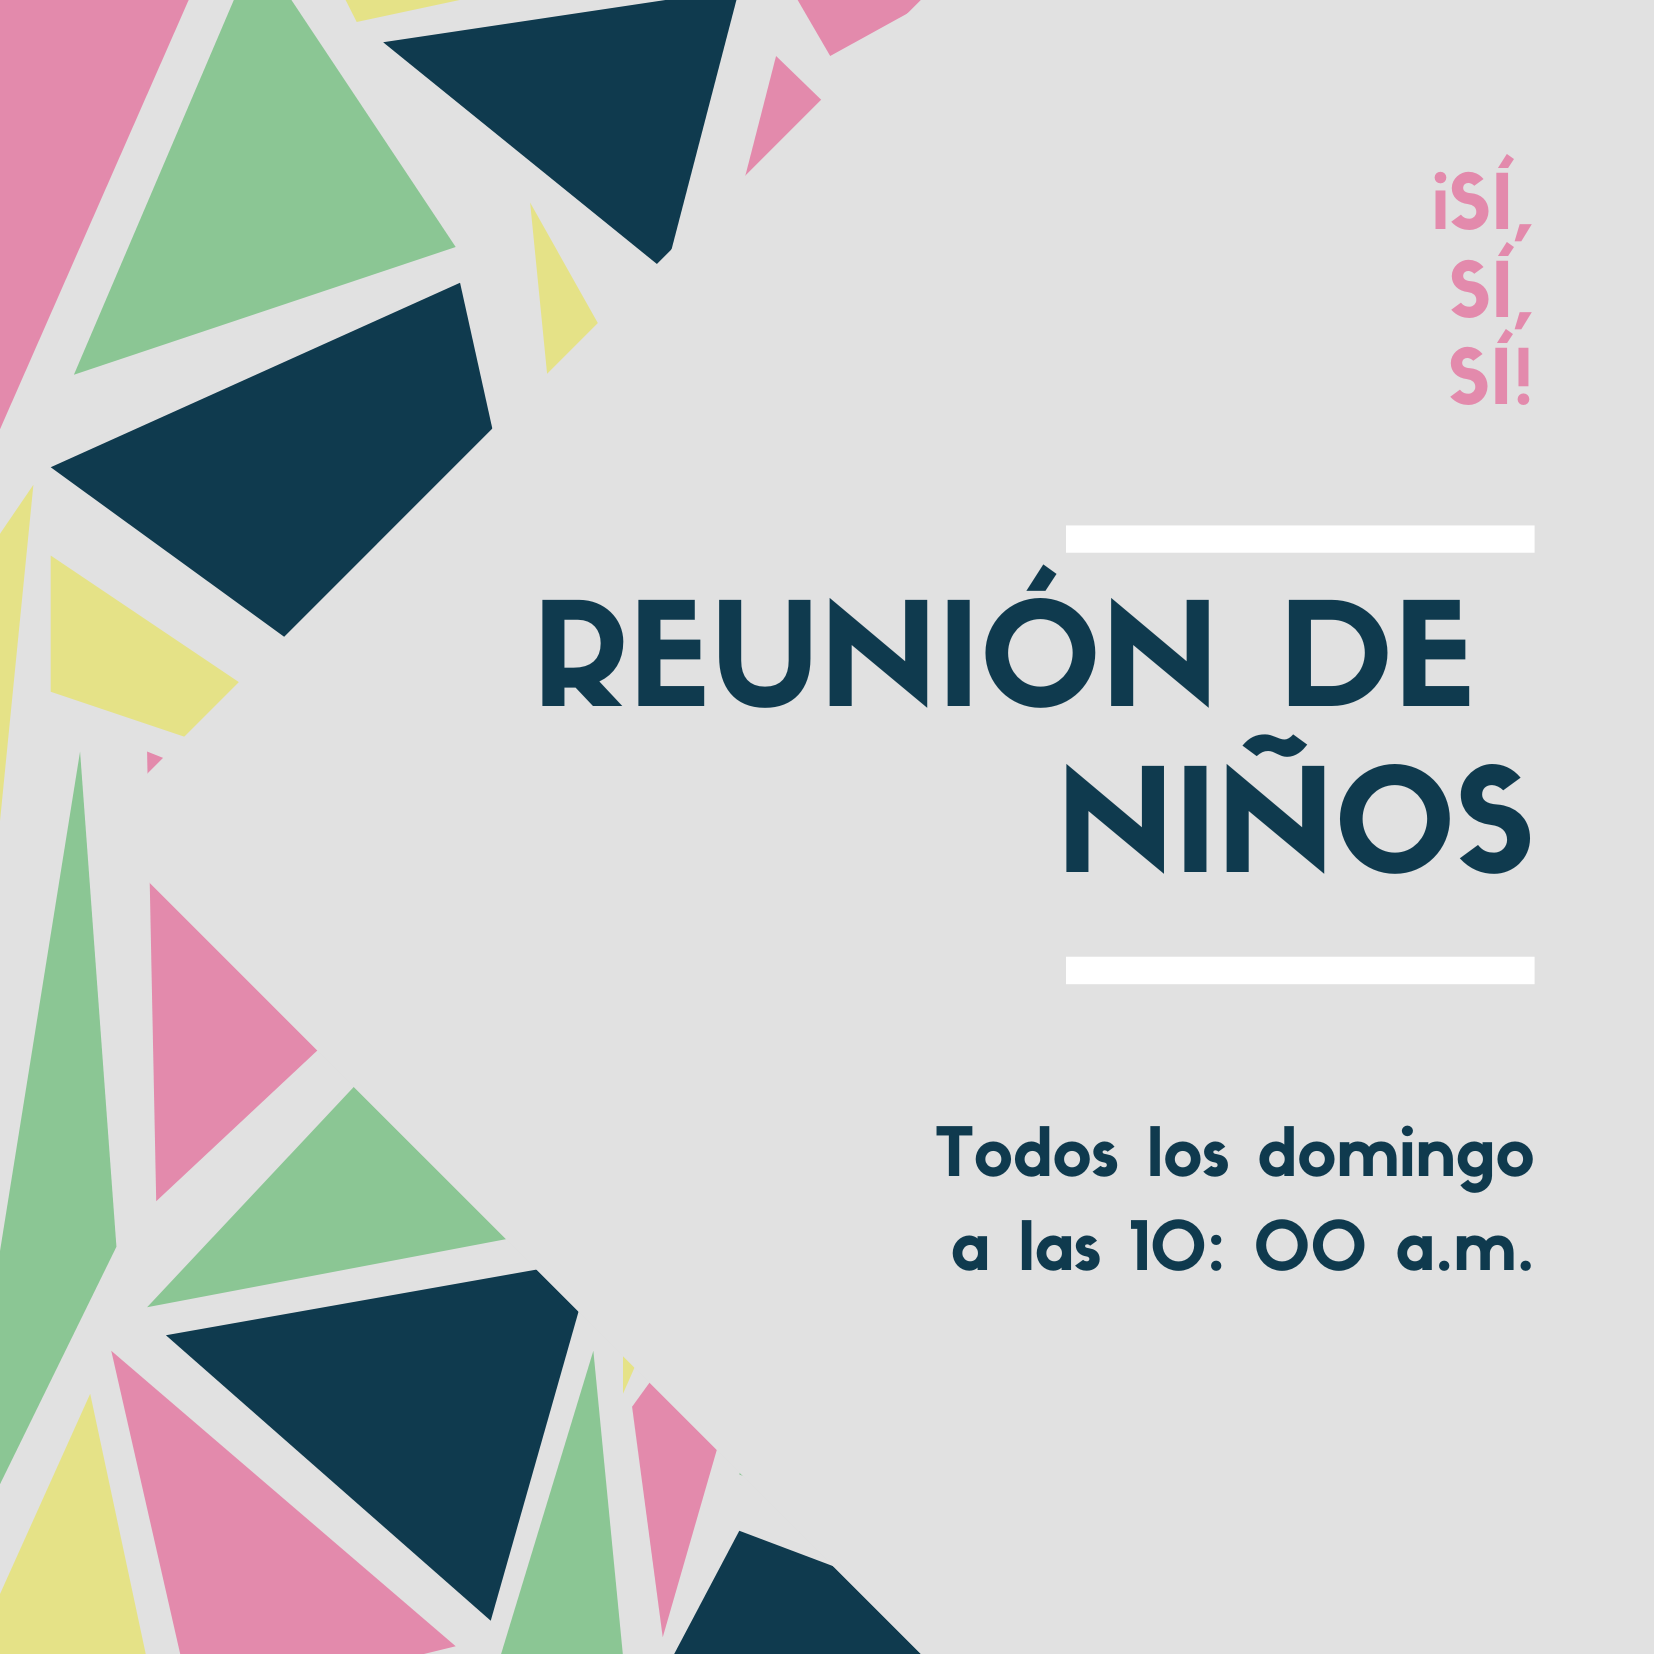 ¡SÍ,
SÍ,
SÍ!
REUNIÓN DE
NIÑOS
Todos los domingo
a las 10: 00 a.m.